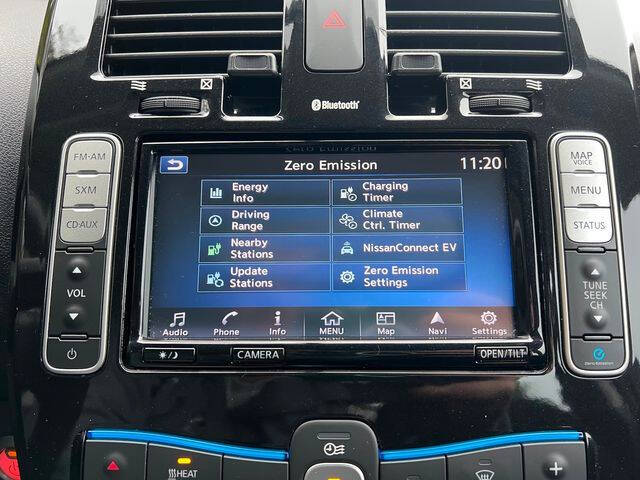 Bluetooth
FM·AM
SXM
CD·AUX
VOL
Zero Emission
11:20
Energy
Info
Charging
Timer
Driving
Range
Climate
Ctrl. Timer
Nearby
Stations
NissanConnect EV
Update
Stations
Zero Emission
Settings
Audio
Phone
Info
MENU
Map
Navi
Settings
CAMERA
OPEN/TILT
MAP
VOICE
MENU
STATUS
TUNE
SEEK
CH
Zero Emission
HEAT